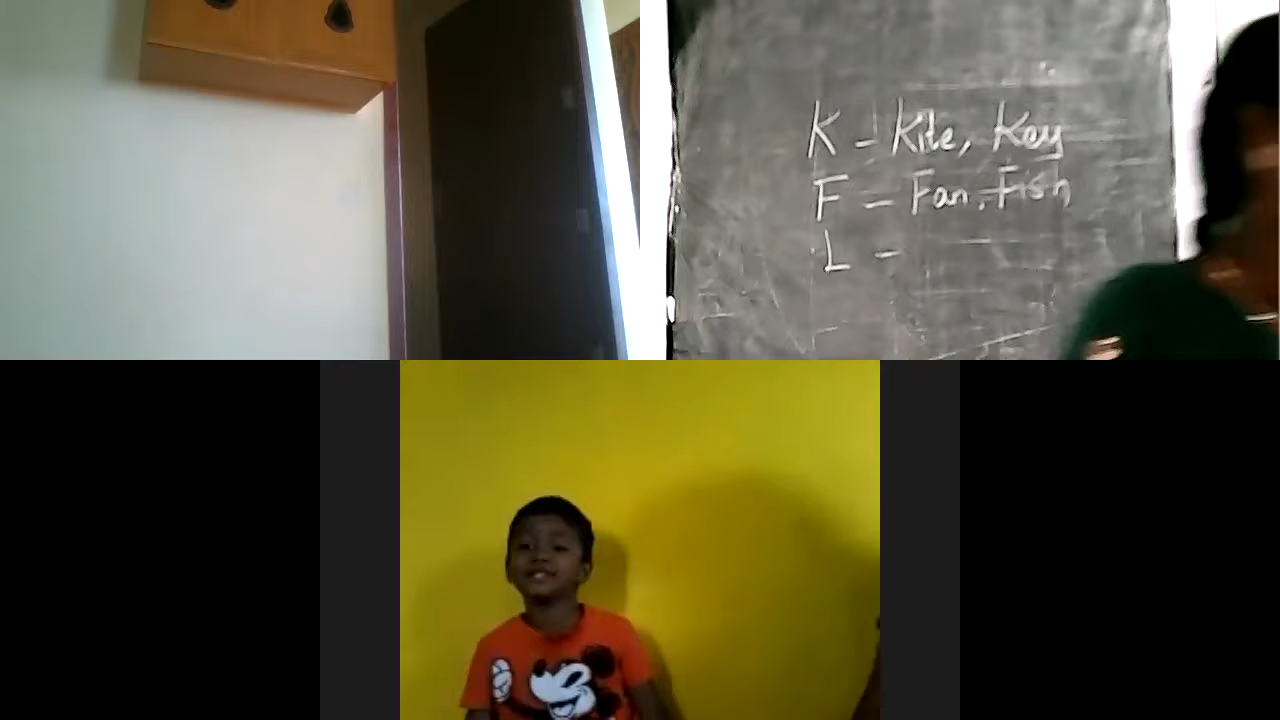 K - Kite, Key
F - Fan, Fish
L -